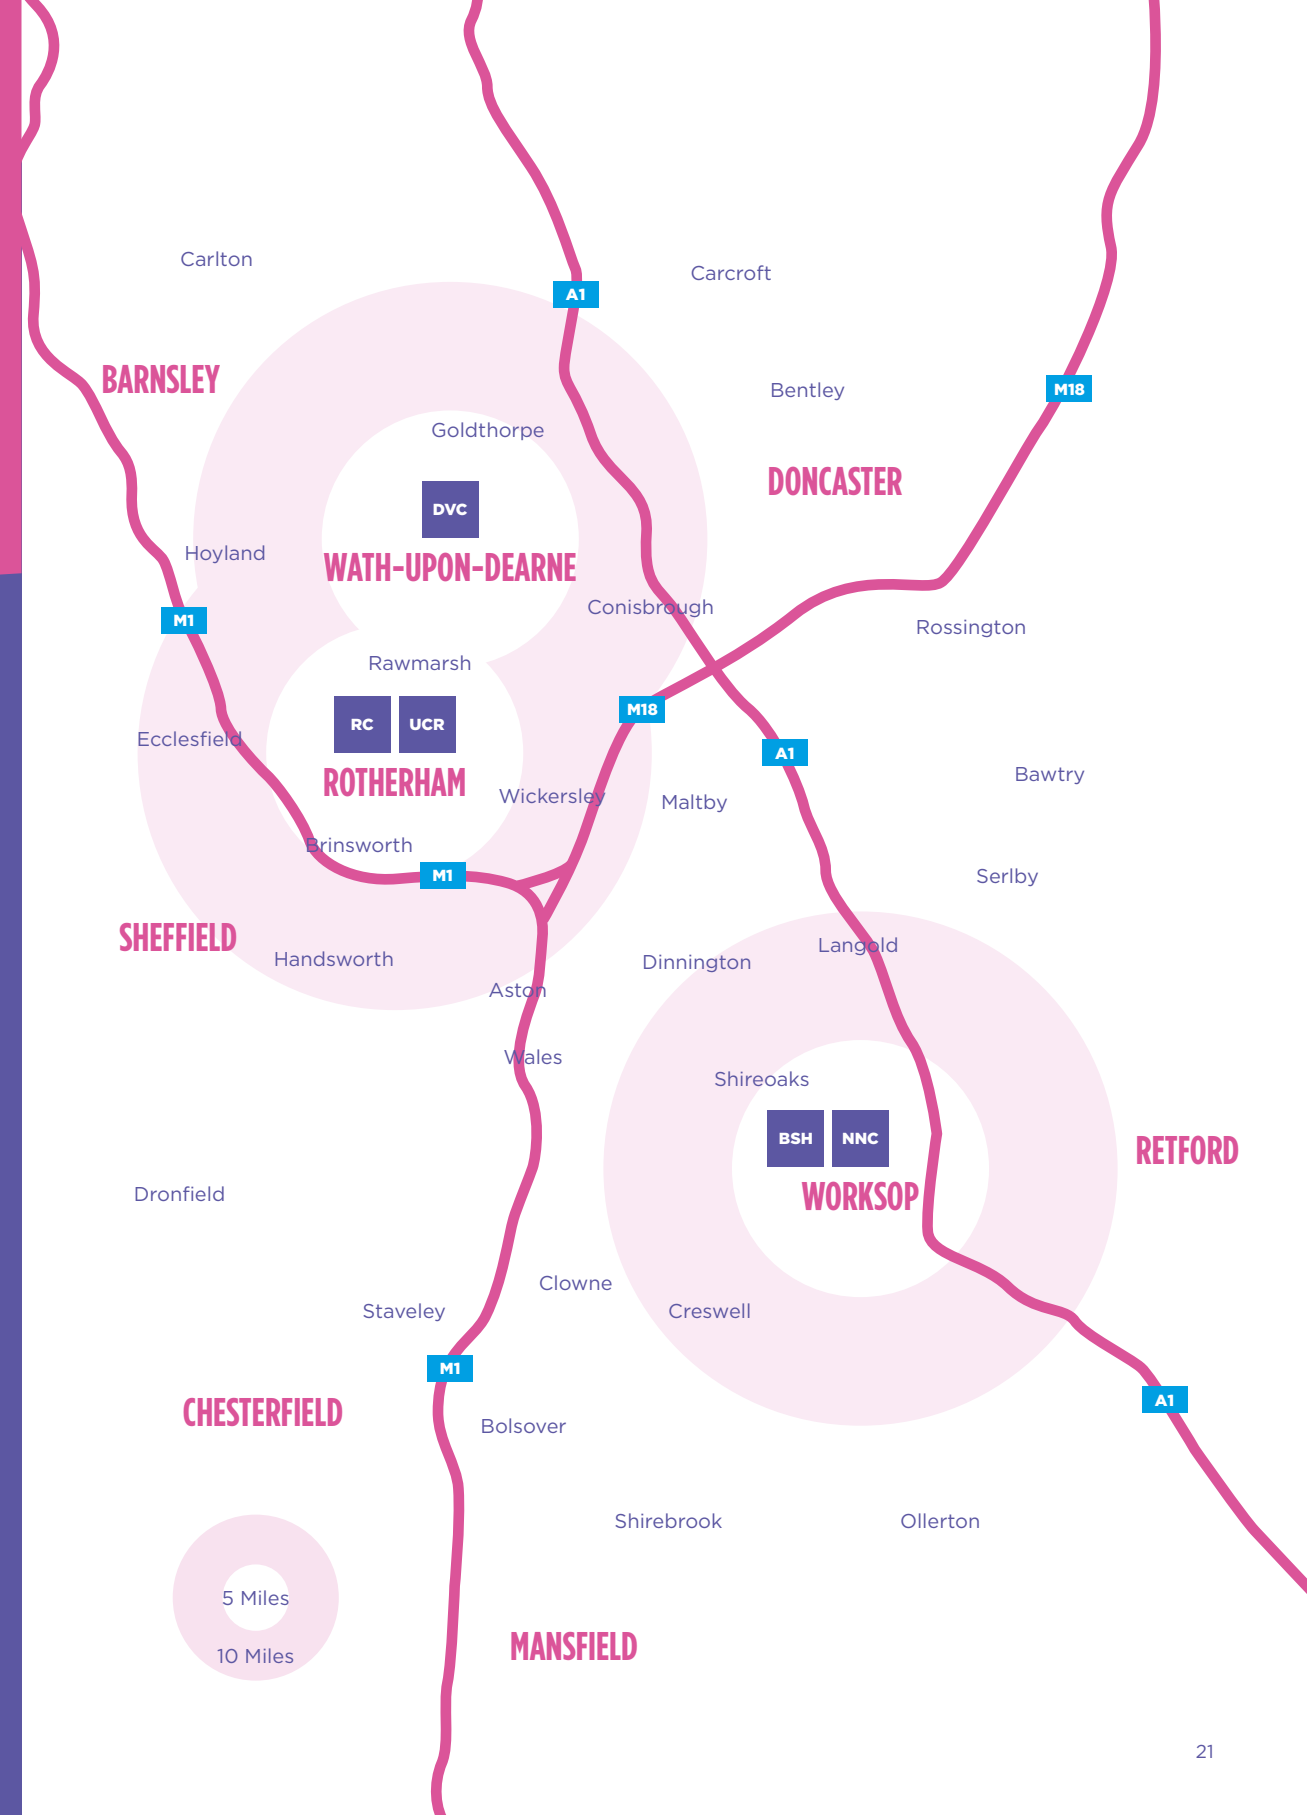 Carlton
Carcroft
A1
BARNSLEY
Bentley
M18
Goldthorpe
DONCASTER
DVC
Hoyland
WATH-UPON-DEARNE
Conisbrough
M1
Rossington
Rawmarsh
M18
RC
UCR
Ecclesfield
A1
ROTHERHAM
Bawtry
Wickersley
Maltby
Brinsworth
M1
Serlby
SHEFFIELD
Langold
Handsworth
Dinnington
Aston
Wales
Shireoaks
BSH
NNC
RETFORD
Dronfield
WORKSOP
Clowne
Staveley
Creswell
M1
A1
CHESTERFIELD
Bolsover
Shirebrook
Ollerton
5 Miles
MANSFIELD
10 Miles
21